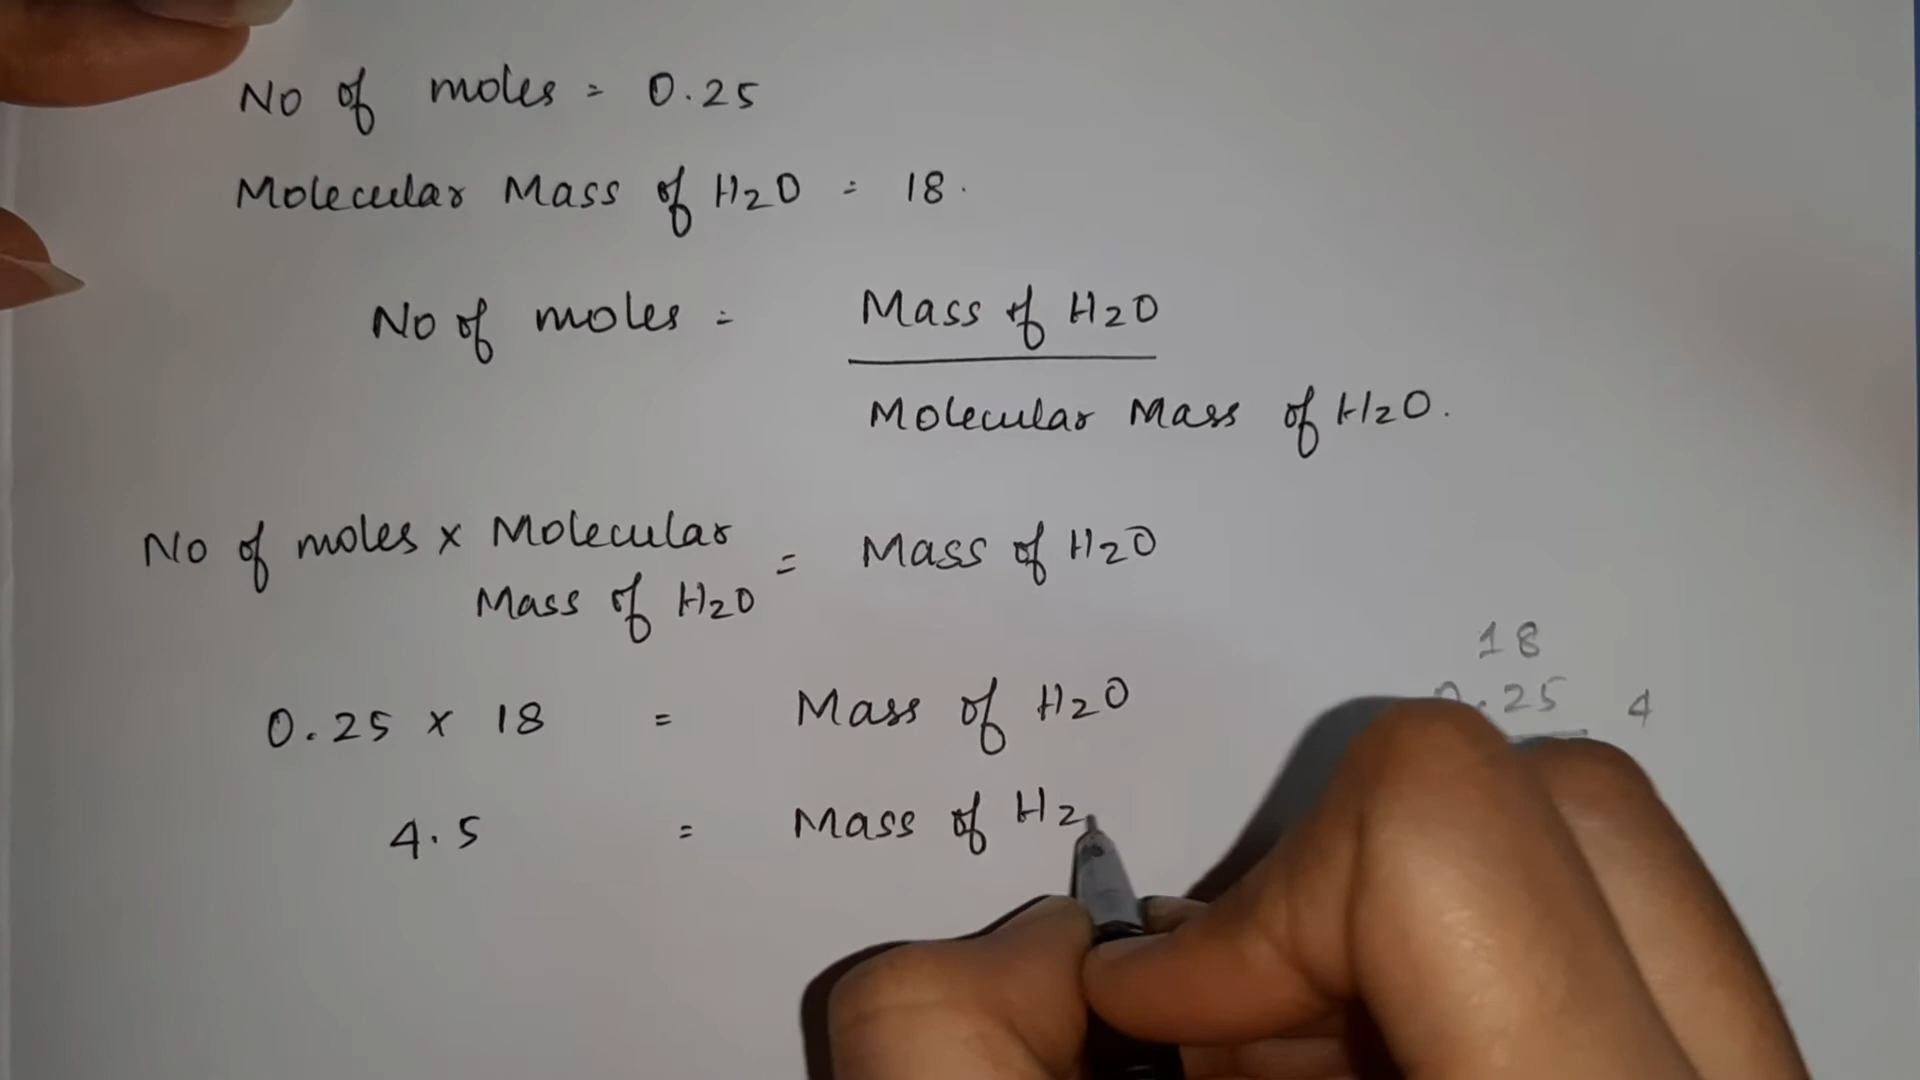 No of moles = 0.25
Molecular Mass of H2O = 18.
No of moles = Mass of H2O
Molecular Mass of H2O.
No of moles x Molecular
Mass of H2O = Mass of H2O
0.25 x 18 = Mass of H2O
4.5 = Mass of H2
18
0.25 4